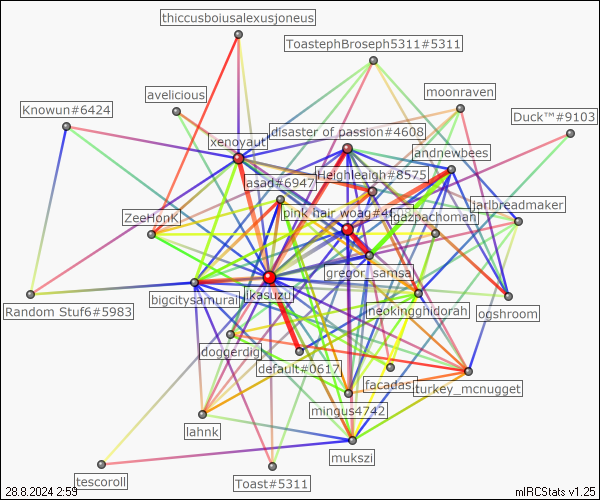 thiccusboiusalexusjoneus
ToastephBroseph5311#5311
avelicious
moonraven
Knowun#6424
Duck™#9103
disaster of passion#4608
xenoyaut
andnewbees
Heighleaigh#8575
asad#6947
jarlbreadmaker
pink hair woag#4
gazpachoman
ZeeHonK
gregor_samsa
lkasuzu
bigcitysamurai
neokingghidorah
ogshroom
Random Stuf6#5983
doggerdig
default#0617
facadas
turkey_mcnugget
mingus4742
lahnk
mukszi
tescoroll
Toast#5311
28.8.2024 2:59
mIRCStats v1.25